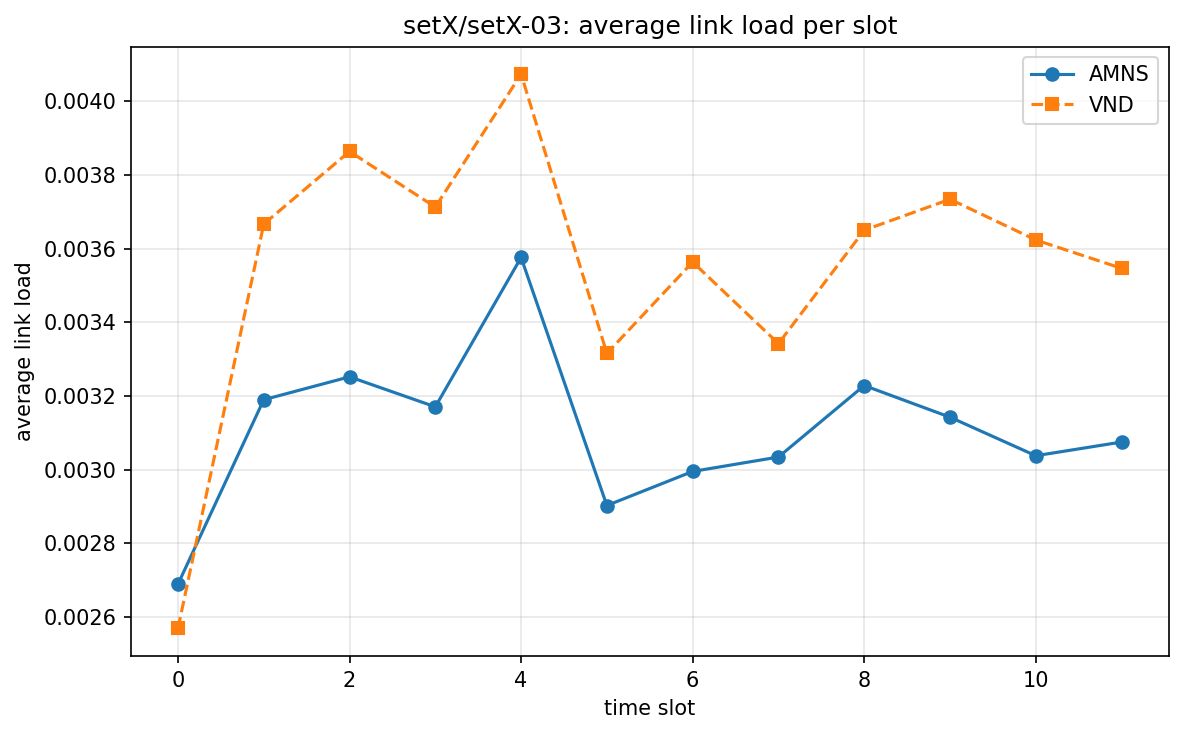 setX/setX-03: average link load per slot
AMNS
VND
average link load
0.0040
0.0038
0.0036
0.0034
0.0032
0.0030
0.0028
0.0026
0 2 4 6 8 10
time slot